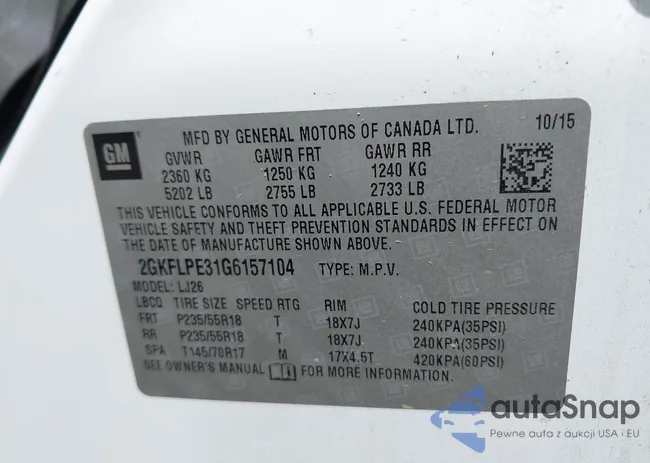 GM
MFD BY GENERAL MOTORS OF CANADA LTD. 10/15
GVWR GAWR FRT GAWR RR
2360 KG 1250 KG 1240 KG
5202 LB 2755 LB 2733 LB
THIS VEHICLE CONFORMS TO ALL APPLICABLE U.S. FEDERAL MOTOR
VEHICLE SAFETY AND THEFT PREVENTION STANDARDS IN EFFECT ON
THE DATE OF MANUFACTURE SHOWN ABOVE.
2GKFLPE31G6157104 TYPE: M.P.V.
MODEL: LJ26
LBCQ TIRE SIZE SPEED RTG RIM COLD TIRE PRESSURE
FRT P235/55R18 T 18X7J 240KPA(35PSI)
RR P235/55R18 T 18X7J 240KPA(35PSI)
SPA T145/70R17 M 17X4.5T 420KPA(60PSI)
SEE OWNER'S MANUAL FOR MORE INFORMATION.
autoSnap
Pewne auta z aukcji USA i EU